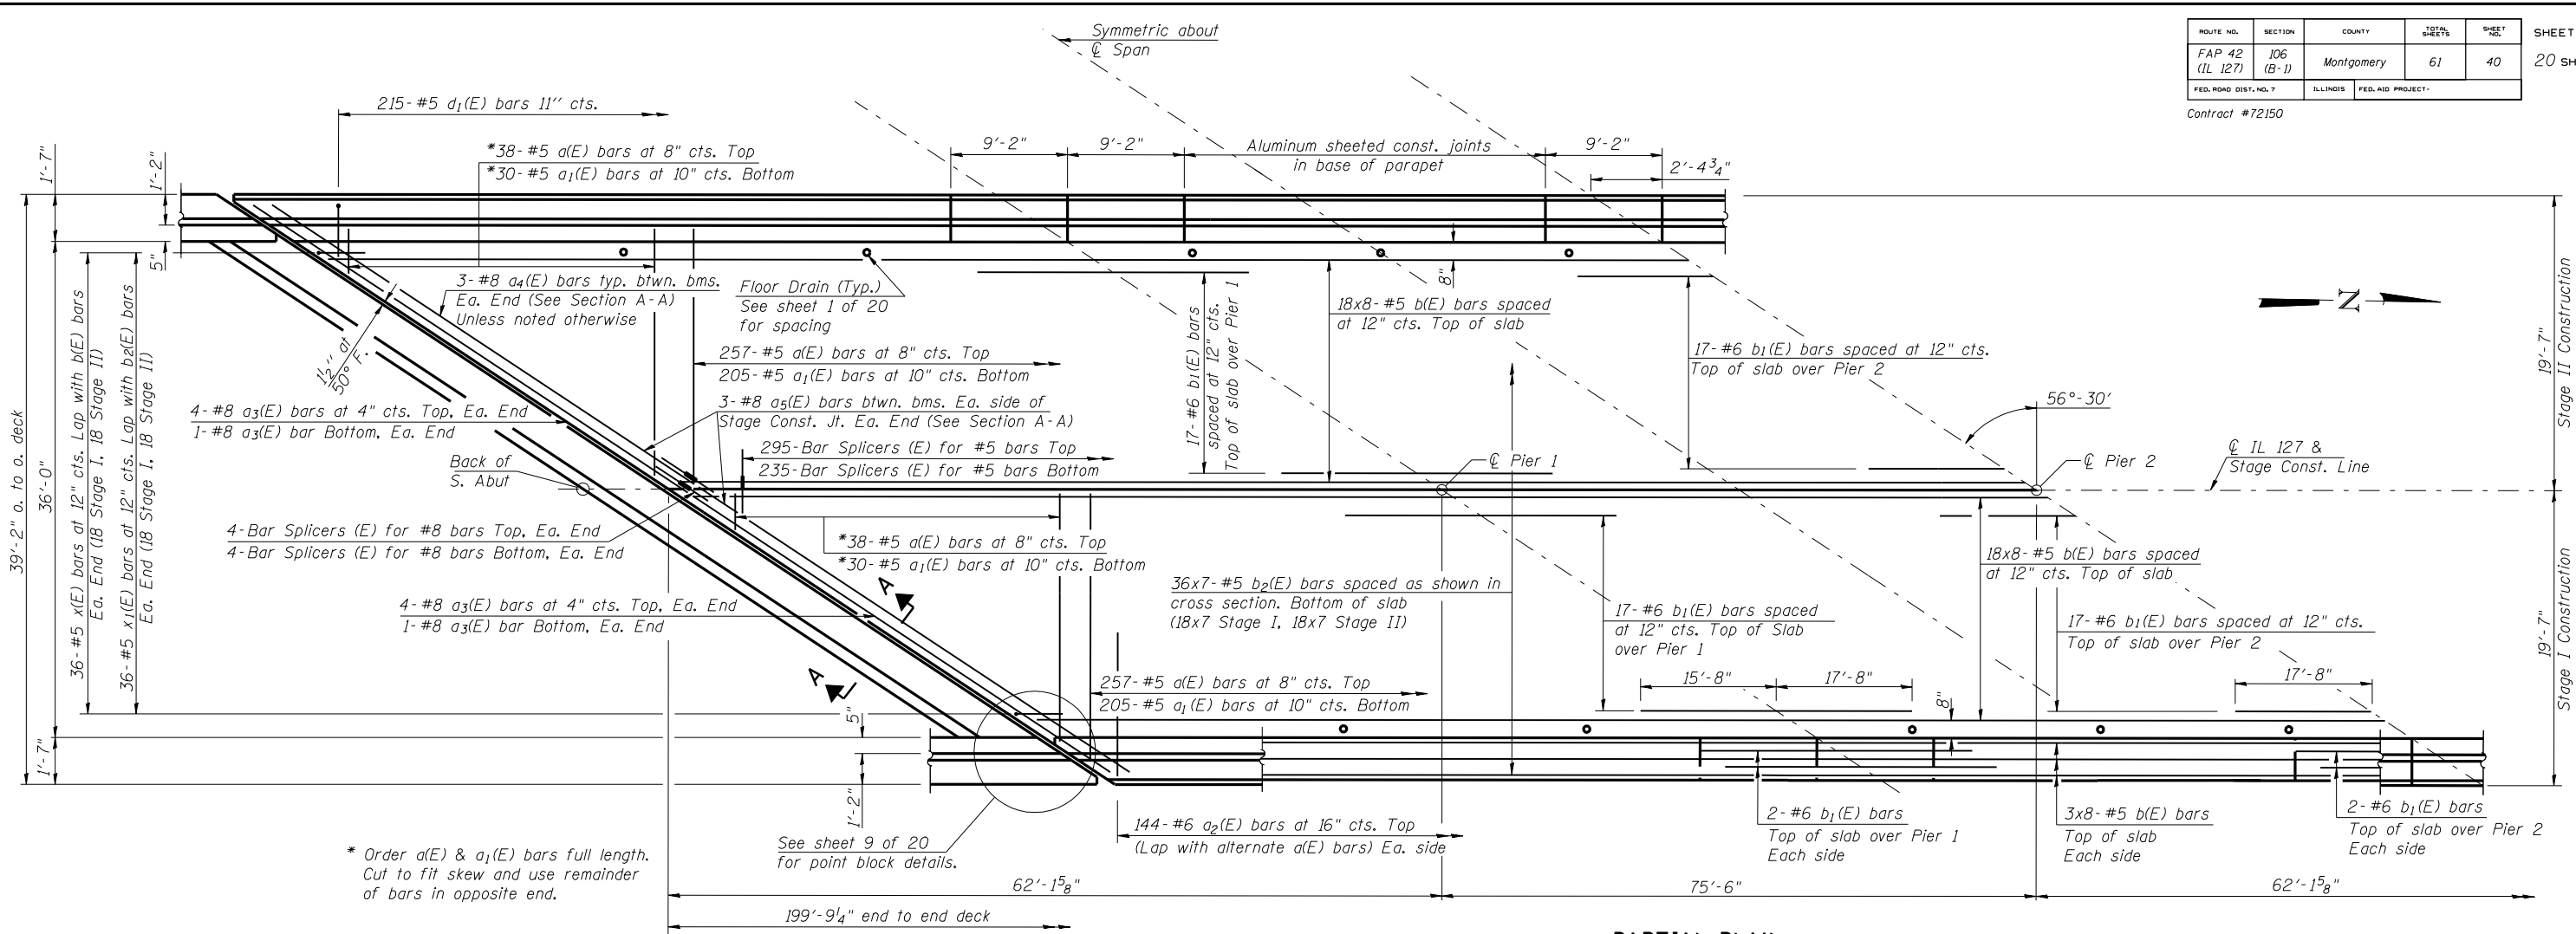 ROUTE NO. SECTION COUNTY TOTAL SHEETS SHEET NO.
FAP 42 (IL 127) 106 (B-1) Montgomery 61 40
FED. ROAD DIST. NO. 7 ILLINOIS FED. AID PROJECT-
SHEET
20 SH
Contract #72150
Symmetric about
℄ Span
215-#5 d1(E) bars 11" cts.
*38-#5 a(E) bars at 8" cts. Top
*30-#5 a1(E) bars at 10" cts. Bottom
9'-2"
9'-2"
Aluminum sheeted const. joints
in base of parapet
9'-2"
2'-4 3/4"
1'-7"
1'-2"
5"
39'-2" o. to o. deck
36'-0"
1'-7"
36-#5 x(E) bars at 12" cts. Lap with b(E) bars
Ea. End (18 Stage I, 18 Stage II)
36-#5 x1(E) bars at 12" cts. Lap with b2(E) bars
Ea. End (18 Stage I, 18 Stage II)
1 1/2" at
50° F.
3-#8 a4(E) bars typ. btwn. bms.
Ea. End (See Section A-A)
Unless noted otherwise
Floor Drain (Typ.)
See sheet 1 of 20
for spacing
257-#5 a(E) bars at 8" cts. Top
205-#5 a1(E) bars at 10" cts. Bottom
17-#6 b1(E) bars
spaced at 12" cts.
Top of slab over Pier 1
8"
18x8-#5 b(E) bars spaced
at 12" cts. Top of slab
17-#6 b1(E) bars spaced at 12" cts.
Top of slab over Pier 2
N
19'-7"
Stage II Construction
4-#8 a3(E) bars at 4" cts. Top, Ea. End
1-#8 a3(E) bar Bottom, Ea. End
3-#8 a5(E) bars btwn. bms. Ea. side of
Stage Const. Jt. Ea. End (See Section A-A)
295-Bar Splicers (E) for #5 bars Top
235-Bar Splicers (E) for #5 bars Bottom
56°-30'
Back of
S. Abut
℄ Pier 1
℄ Pier 2
℄ IL 127 &
Stage Const. Line
4-Bar Splicers (E) for #8 bars Top, Ea. End
4-Bar Splicers (E) for #8 bars Bottom, Ea. End
*38-#5 a(E) bars at 8" cts. Top
*30-#5 a1(E) bars at 10" cts. Bottom
18x8-#5 b(E) bars spaced
at 12" cts. Top of slab
36x7-#5 b2(E) bars spaced as shown in
cross section. Bottom of slab
(18x7 Stage I, 18x7 Stage II)
A
4-#8 a3(E) bars at 4" cts. Top, Ea. End
1-#8 a3(E) bar Bottom, Ea. End
17-#6 b1(E) bars spaced
at 12" cts. Top of Slab
over Pier 1
17-#6 b1(E) bars spaced at 12" cts.
Top of slab over Pier 2
19'-7"
Stage I Construction
A
257-#5 a(E) bars at 8" cts. Top
205-#5 a1(E) bars at 10" cts. Bottom
15'-8"
17'-8"
8"
17'-8"
5"
1'-2"
* Order a(E) & a1(E) bars full length.
Cut to fit skew and use remainder
of bars in opposite end.
See sheet 9 of 20
for point block details.
144-#6 a2(E) bars at 16" cts. Top
(Lap with alternate a(E) bars) Ea. side
2-#6 b1(E) bars
Top of slab over Pier 1
Each side
3x8-#5 b(E) bars
Top of slab
Each side
2-#6 b1(E) bars
Top of slab over Pier 2
Each side
62'-1 5/8"
75'-6"
62'-1 5/8"
199'-9 1/4" end to end deck
PARTIAL PLAN